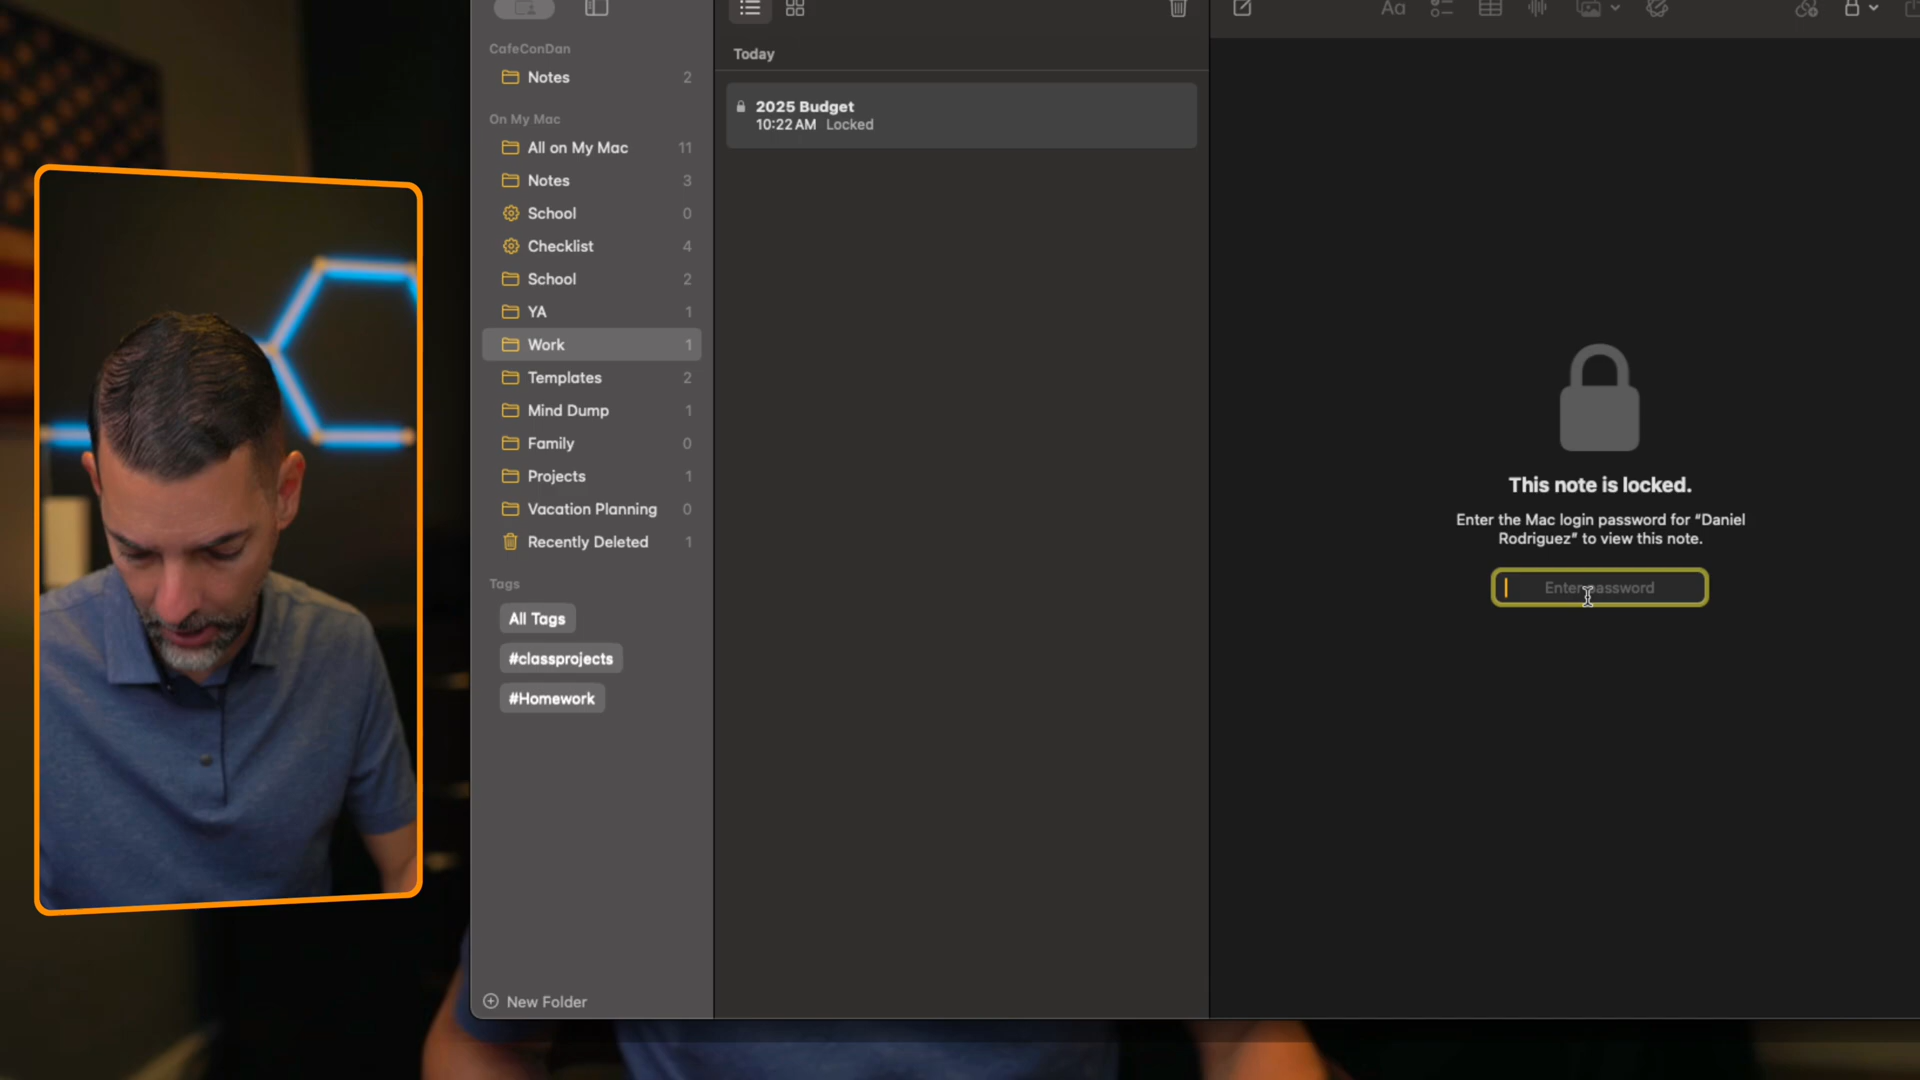 CafeConDan
Notes 2
On My Mac
All on My Mac 11
Notes 3
School 0
Checklist 4
School 2
YA 1
Work 1
Templates 2
Mind Dump 1
Family 0
Projects 1
Vacation Planning 0
Recently Deleted 1
Tags
All Tags
#classprojects
#Homework
New Folder
Today
2025 Budget
10:22 AM Locked
Aa
This note is locked.
Enter the Mac login password for “Daniel
Rodriguez” to view this note.
Enter password